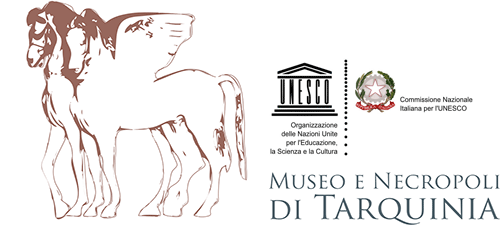 UNESCO
Organizzazione
delle Nazioni Unite
per l'Educazione,
la Scienza e la Cultura
Commissione Nazionale
Italiana per l'UNESCO
MUSEO E NECROPOLI
DI TARQUINIA